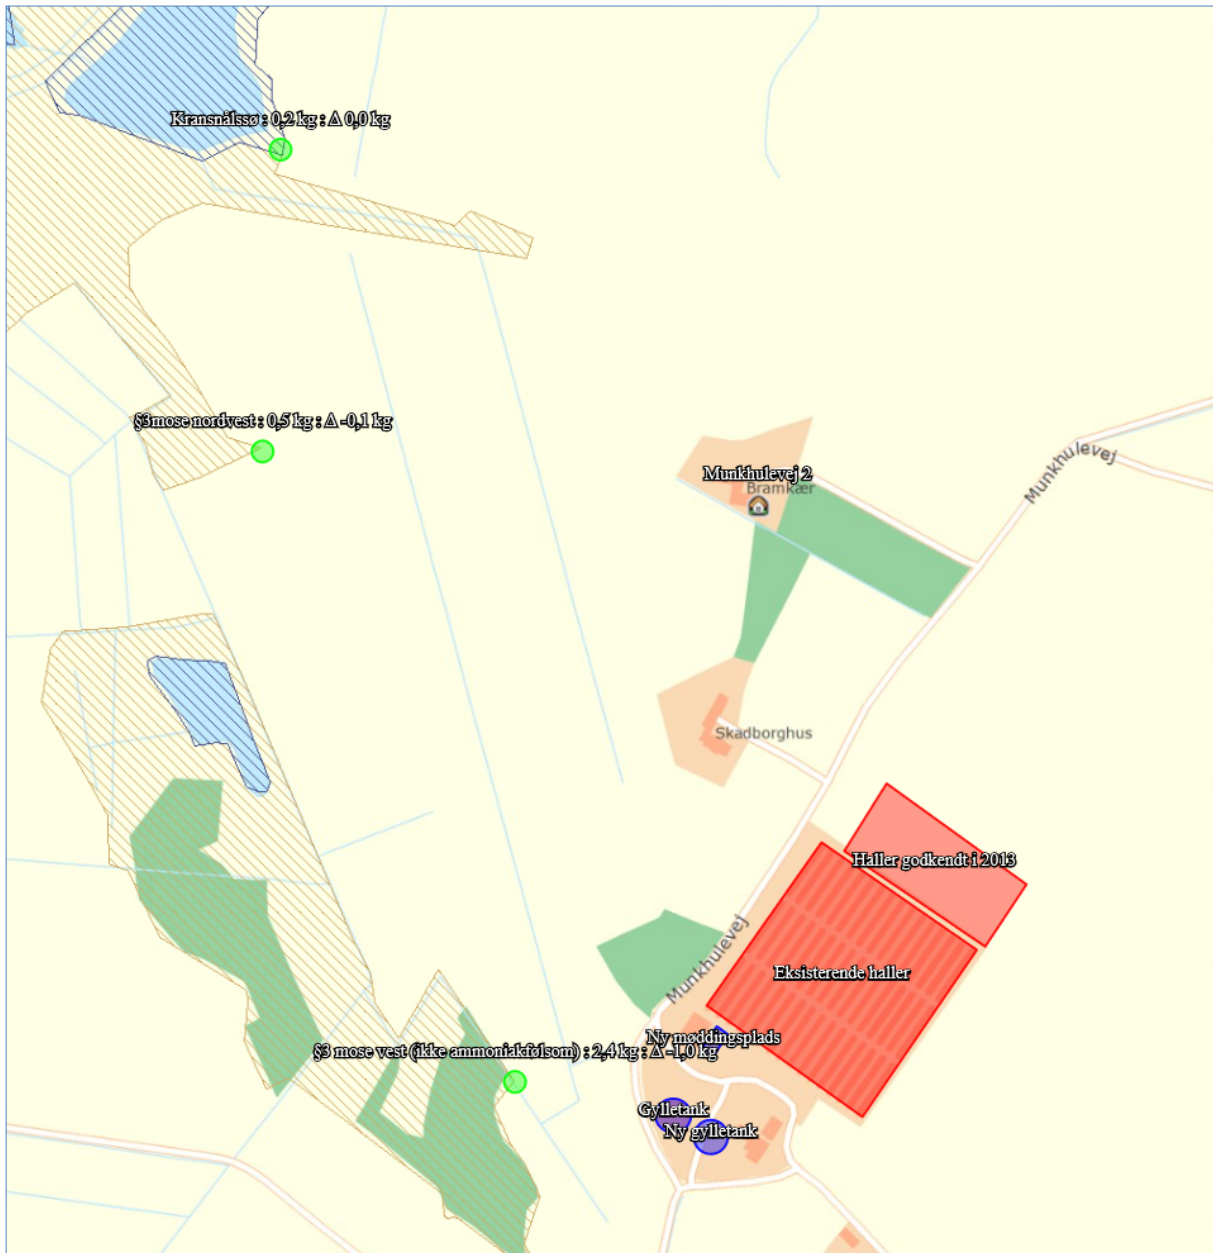 Kransnålssø : 0,2 kg : Δ 0,0 kg
§3mose nordvest : 0,5 kg : Δ -0,1 kg
Munkhulevej
Munkhulevej 2
Bramkær
Skadborghus
Haller godkendt i 2013
Munkhulevej
Eksisterende haller
Ny møddingsplads
§3 mose vest (ikke ammoniakfølsom) : 2,4 kg : Δ -1,0 kg
Gylletank
Ny gylletank